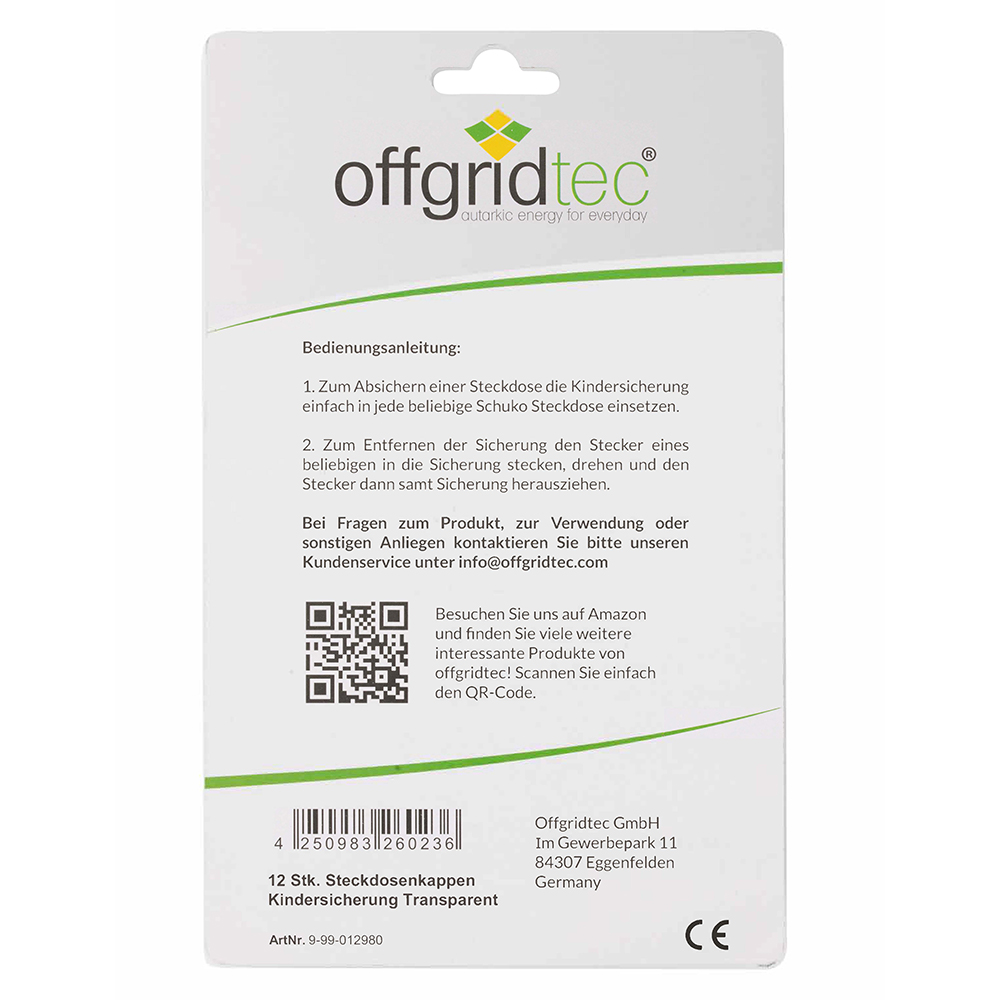 offgridtec®
autarkic energy for everyday
Bedienungsanleitung:
1. Zum Absichern einer Steckdose die Kindersicherung
einfach in jede beliebige Schuko Steckdose einsetzen.
2. Zum Entfernen der Sicherung den Stecker eines
beliebigen in die Sicherung stecken, drehen und den
Stecker dann samt Sicherung herausziehen.
Bei Fragen zum Produkt, zur Verwendung oder
sonstigen Anliegen kontaktieren Sie bitte unseren
Kundenservice unter info@offgridtec.com
Besuchen Sie uns auf Amazon
und finden Sie viele weitere
interessante Produkte von
offgridtec! Scannen Sie einfach
den QR-Code.
4 250983 260236
12 Stk. Steckdosenkappen
Kindersicherung Transparent
ArtNr. 9-99-012980
Offgridtec GmbH
Im Gewerbepark 11
84307 Eggenfelden
Germany
CE